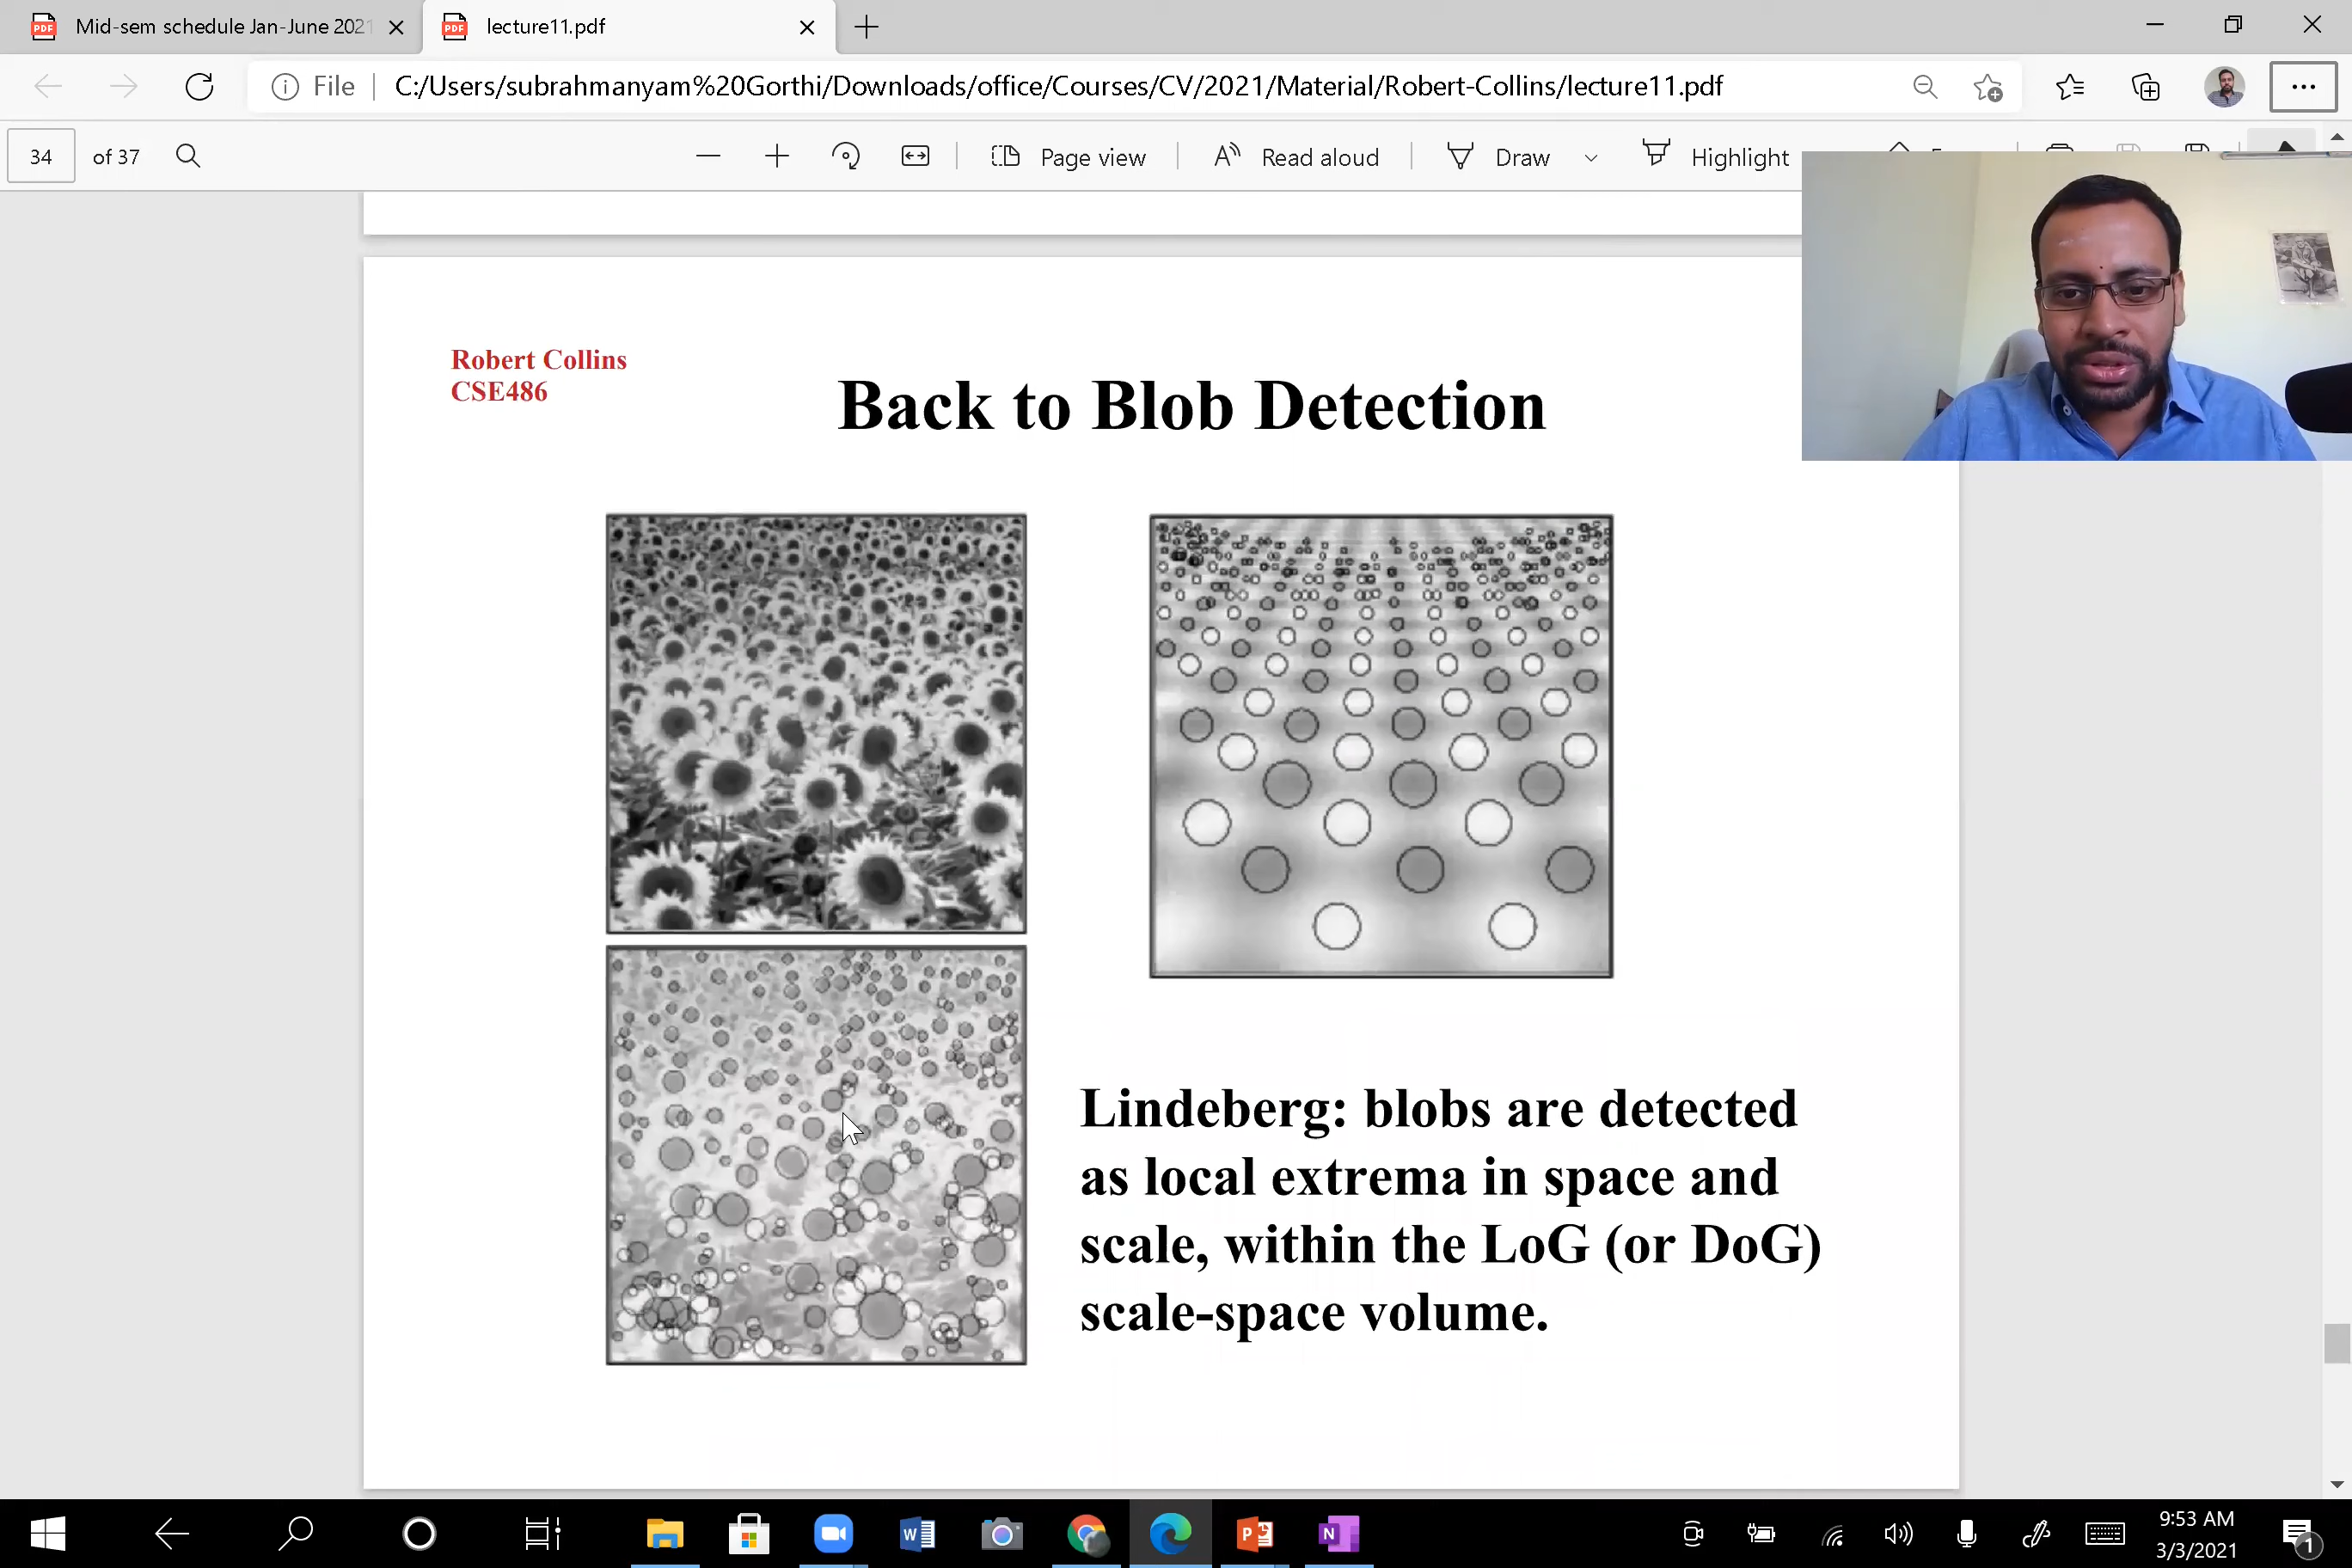 Mid-sem schedule Jan-June 2021
lecture11.pdf
File
C:/Users/subrahmanyam%20Gorthi/Downloads/office/Courses/CV/2021/Material/Robert-Collins/lecture11.pdf
34 of 37
Page view
Read aloud
Draw
Highlight
Robert Collins
CSE486
Back to Blob Detection
Lindeberg: blobs are detected
as local extrema in space and
scale, within the LoG (or DoG)
scale-space volume.
9:53 AM
3/3/2021
1